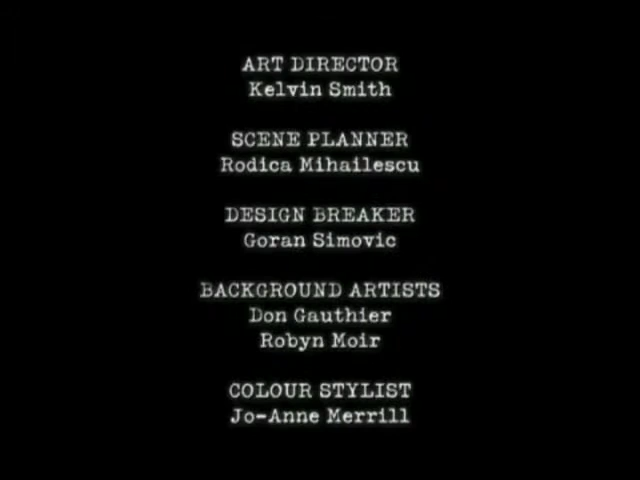 ART DIRECTOR
Kelvin Smith
SCENE PLANNER
Rodica Mihailescu
DESIGN BREAKER
Goran Simovic
BACKGROUND ARTISTS
Don Gauthier
Robyn Moir
COLOUR STYLIST
Jo-Anne Merrill